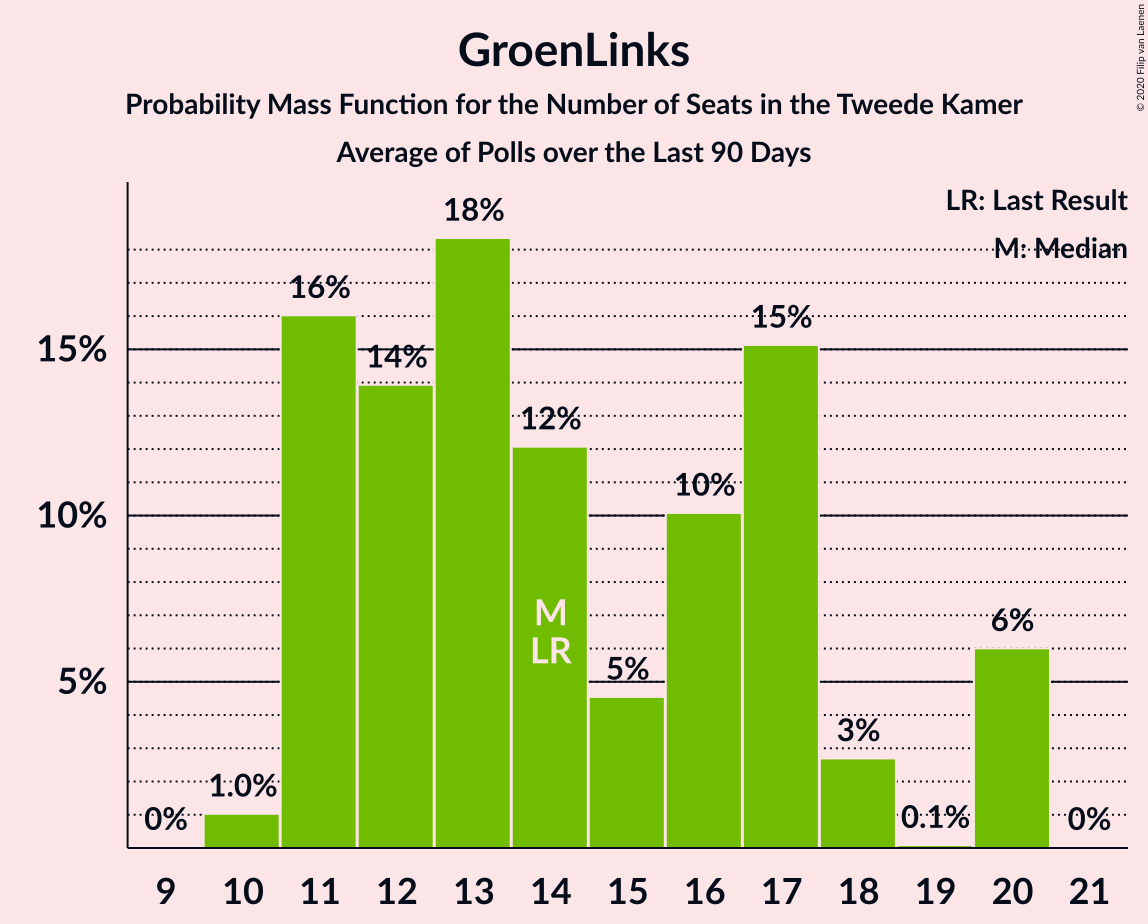 GroenLinks
Probability Mass Function for the Number of Seats in the Tweede Kamer
Average of Polls over the Last 90 Days
© 2020 Filip van Laenen
LR: Last Result
M: Median
15%
10%
5%
0%
1.0%
16%
14%
18%
12%
5%
10%
15%
3%
0.1%
6%
0%
M
LR
9 10 11 12 13 14 15 16 17 18 19 20 21